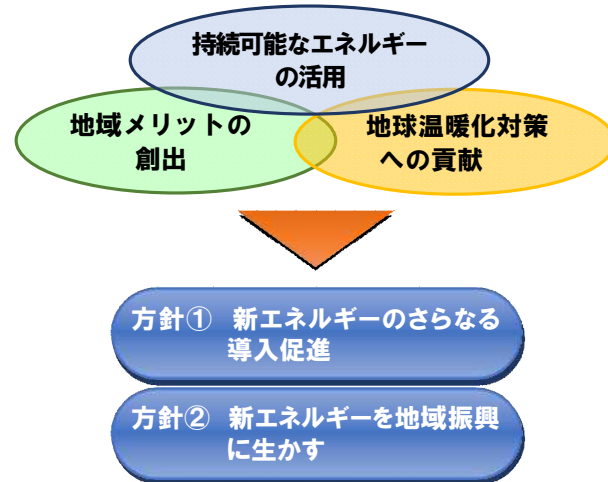 持続可能なエネルギー
の活用
地域メリットの
創出
地球温暖化対策
への貢献
方針① 新エネルギーのさらなる
導入促進
方針② 新エネルギーを地域振興
に生かす